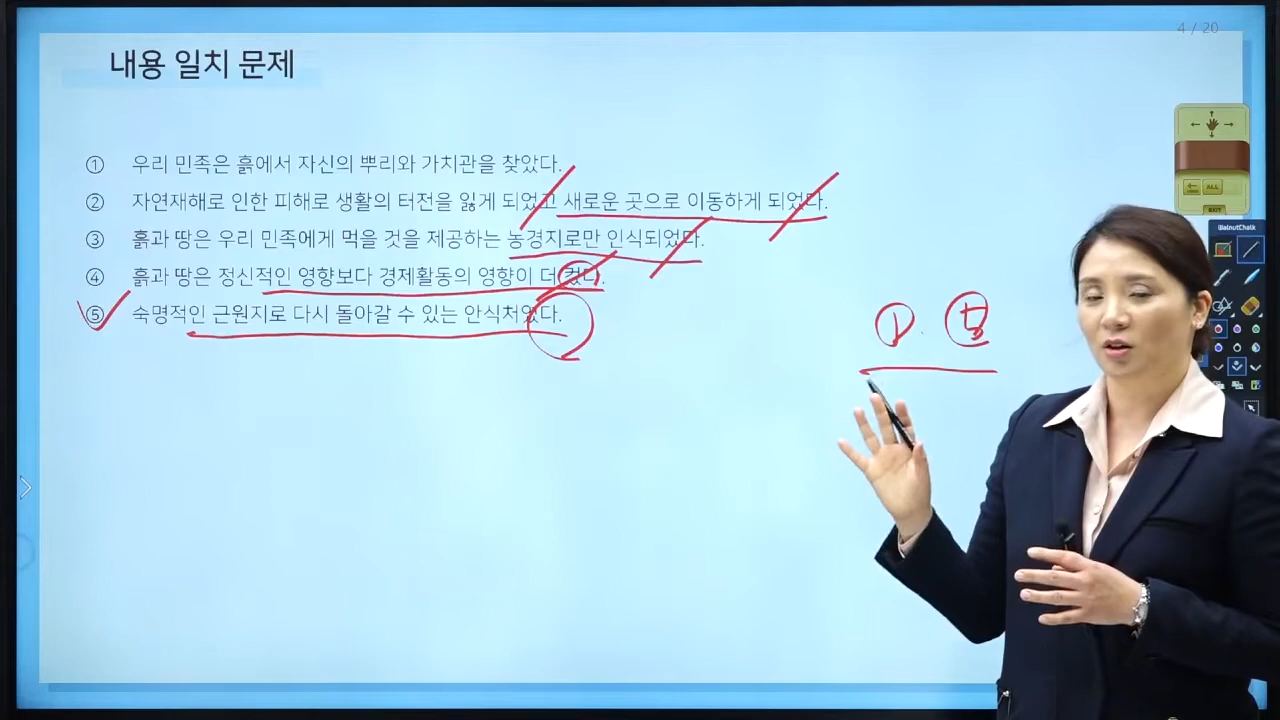 4 / 20
내용 일치 문제
① 우리 민족은 흙에서 자신의 뿌리와 가치관을 찾았다.
② 자연재해로 인한 피해로 생활의 터전을 잃게 되었고 새로운 곳으로 이동하게 되었다.
③ 흙과 땅은 우리 민족에게 먹을 것을 제공하는 농경지로만 인식되었다.
④ 흙과 땅은 정신적인 영향보다 경제활동의 영향이 더 컸다.
⑤ 숙명적인 근원지로 다시 돌아갈 수 있는 안식처였다.
ALL
EXIT
WalnutChalk